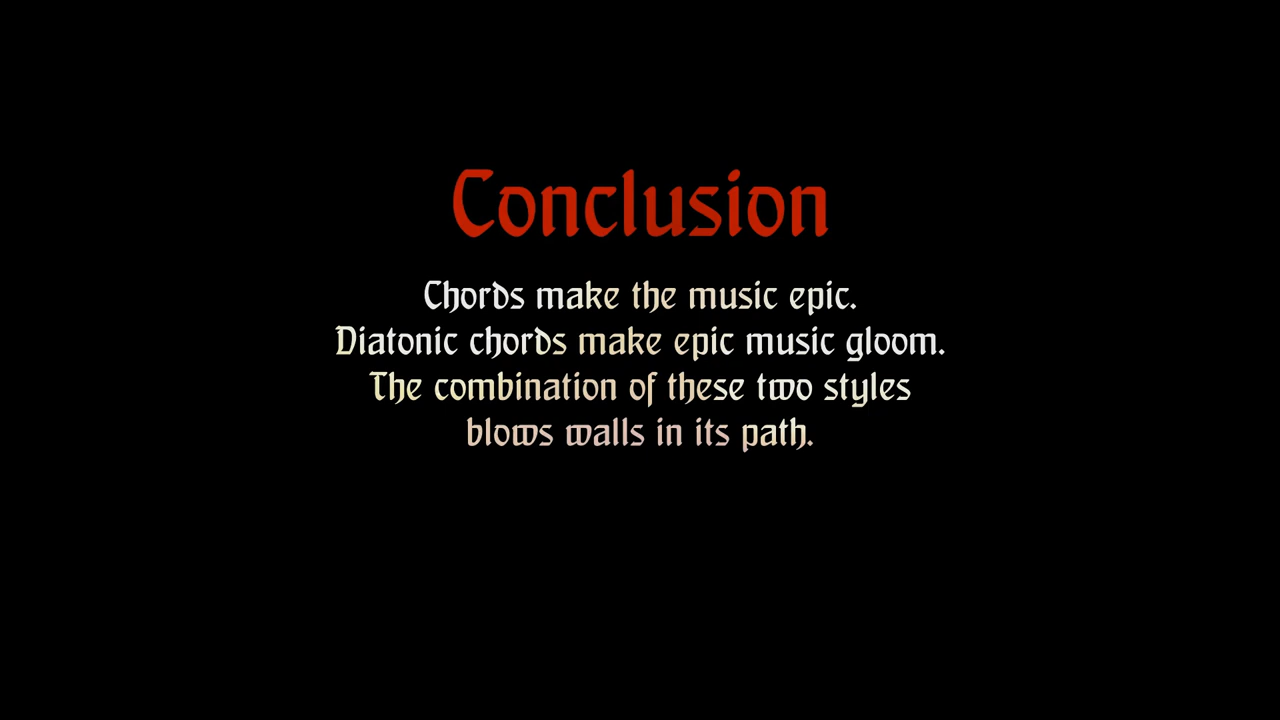 Conclusion
Chords make the music epic.
Diatonic chords make epic music gloom.
The combination of these two styles
blows walls in its path.